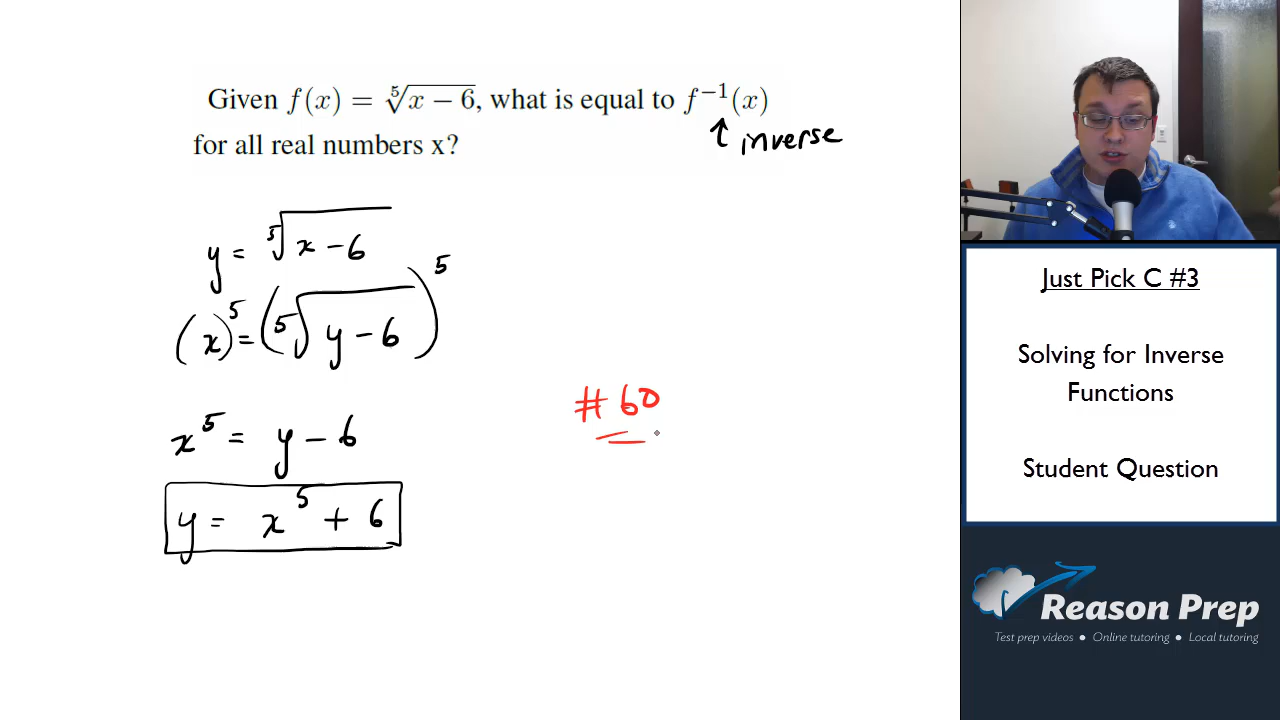 Given f(x) = ⁵√(x − 6), what is equal to f⁻¹(x)
for all real numbers x?
↑ inverse
y = ⁵√(x − 6)
(x)⁵ = (⁵√(y − 6))⁵
x⁵ = y − 6
y = x⁵ + 6
# 60
Just Pick C #3
Solving for Inverse
Functions
Student Question
Reason Prep
Test prep videos ● Online tutoring ● Local tutoring